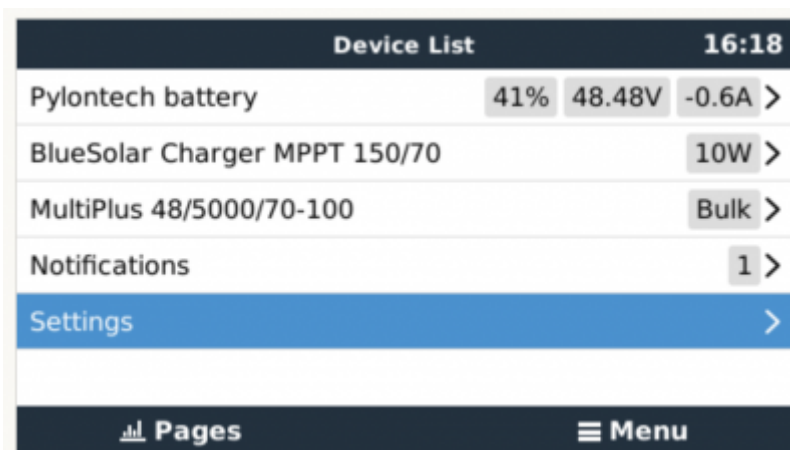 Device List 16:18
Pylontech battery 41% 48.48V -0.6A
BlueSolar Charger MPPT 150/70 10W
MultiPlus 48/5000/70-100 Bulk
Notifications 1
Settings
Pages Menu